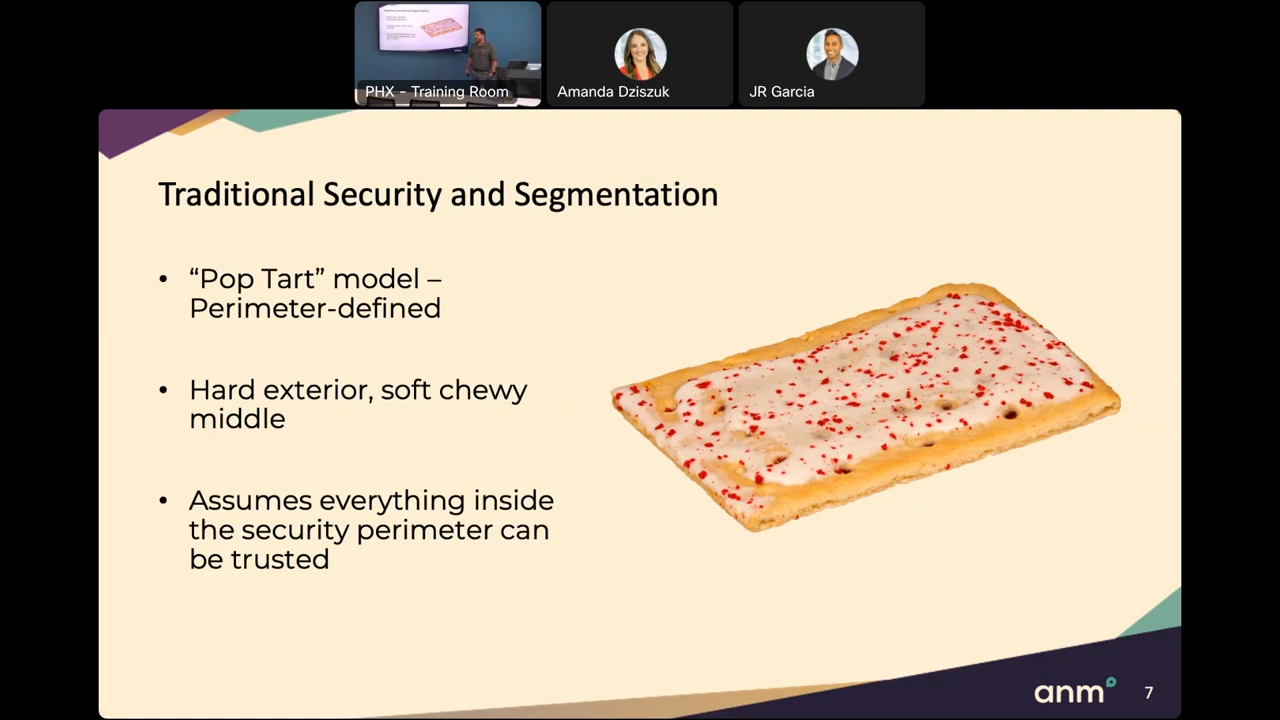 PHX - Training Room
Amanda Dziszuk
JR Garcia
Traditional Security and Segmentation
• “Pop Tart” model –
Perimeter-defined
• Hard exterior, soft chewy
middle
• Assumes everything inside
the security perimeter can
be trusted
anm
7